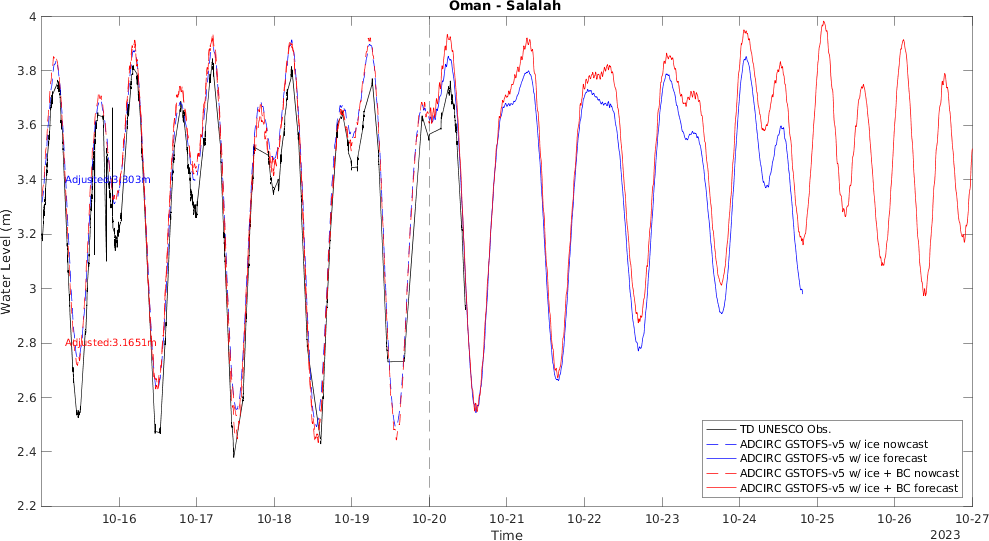 Oman - Salalah
4
3.8
3.6
3.4
3.2
3
2.8
2.6
2.4
2.2
Water Level (m)
Adjusted:3.303m
Adjusted:3.1651m
TD UNESCO Obs.
ADCIRC GSTOFS-v5 w/ ice nowcast
ADCIRC GSTOFS-v5 w/ ice forecast
ADCIRC GSTOFS-v5 w/ ice + BC nowcast
ADCIRC GSTOFS-v5 w/ ice + BC forecast
10-16 10-17 10-18 10-19 10-20 10-21 10-22 10-23 10-24 10-25 10-26 10-27
Time
2023